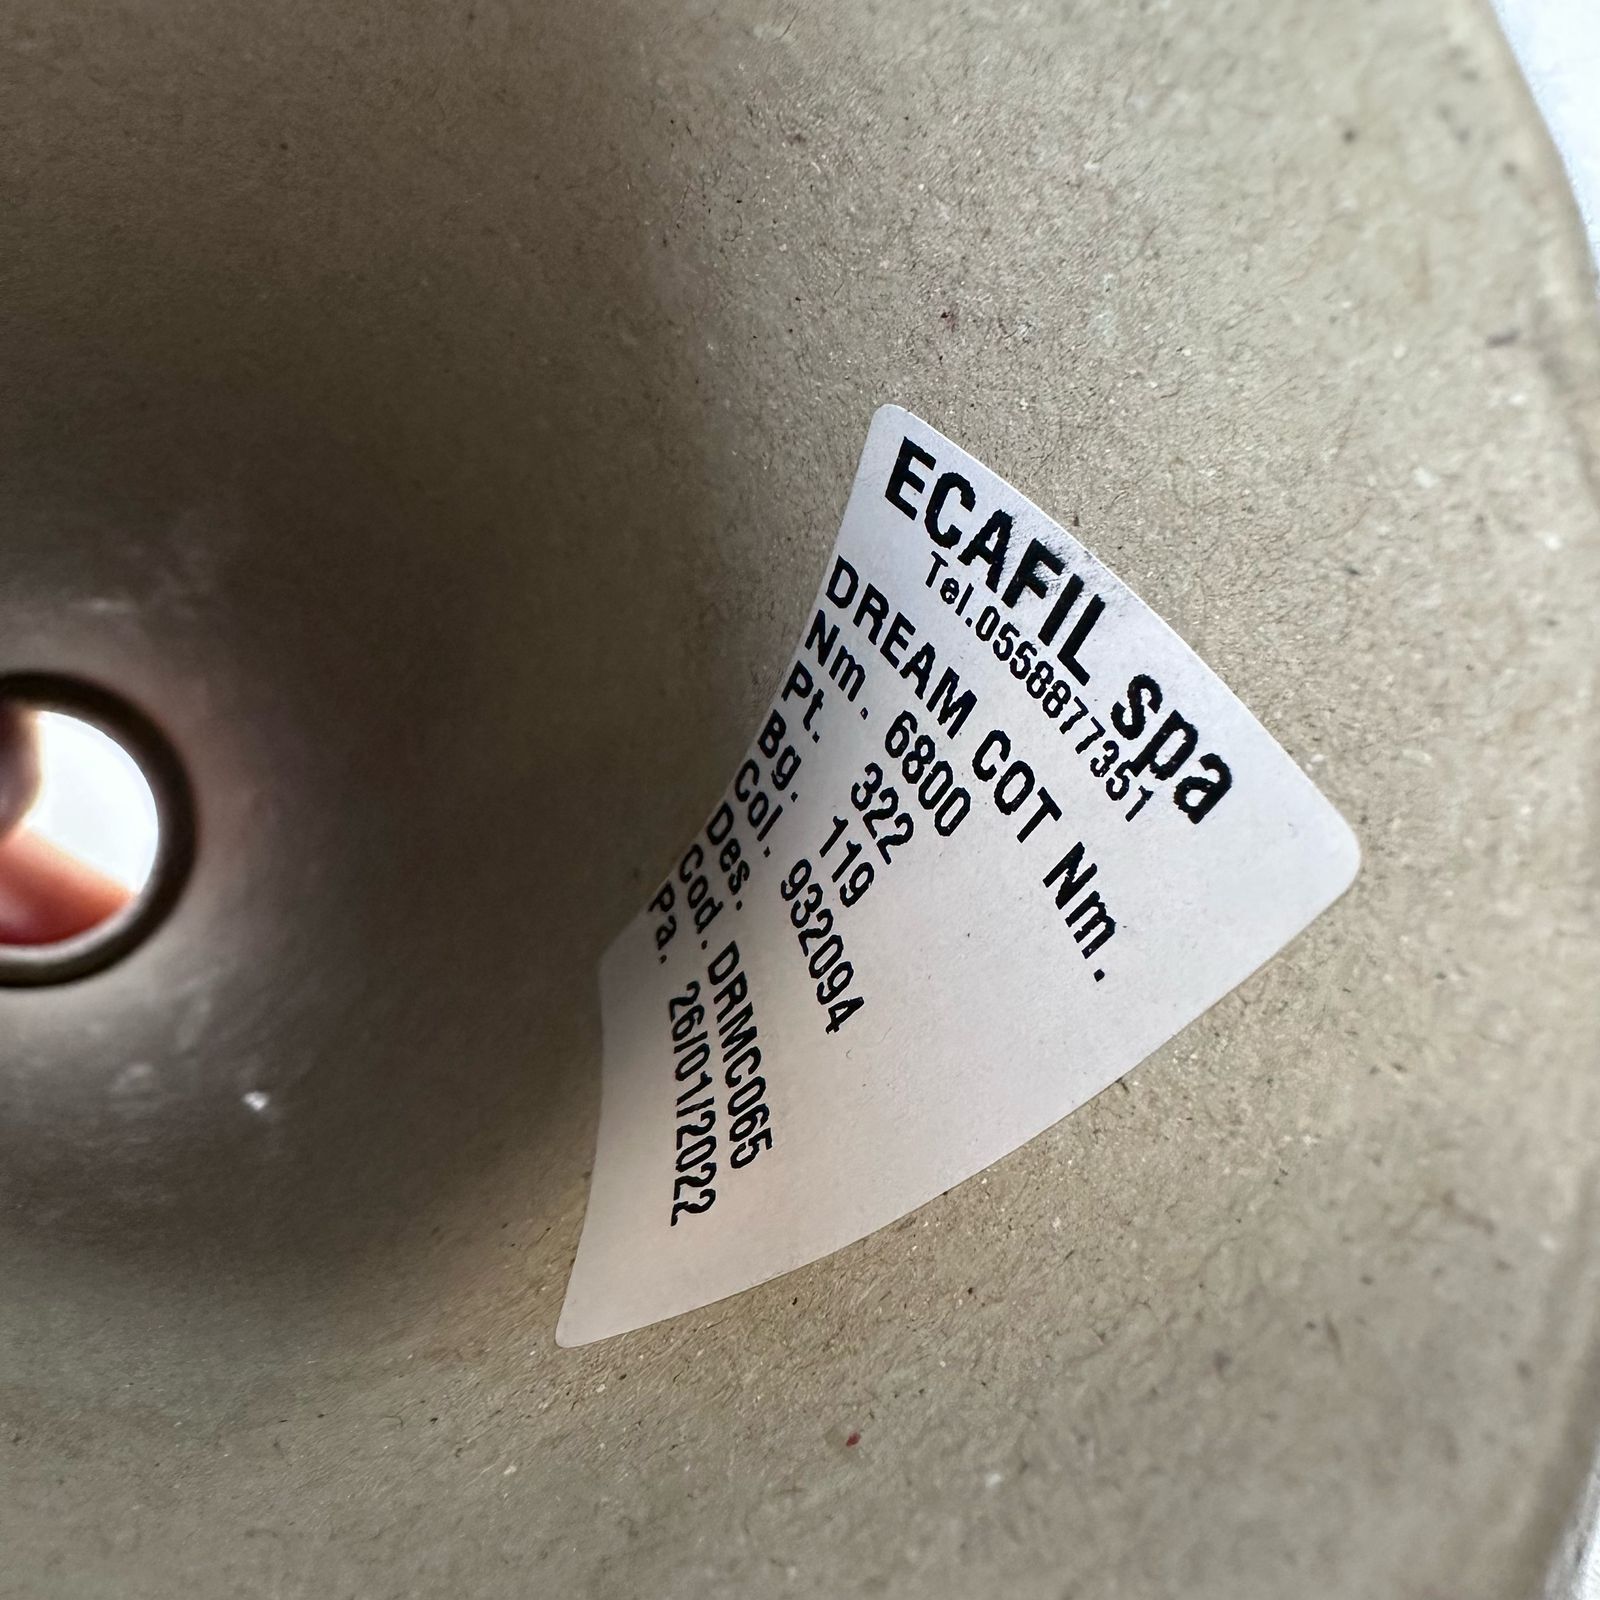 ECAFIL spa
Tel.0558877351
DREAM COT Nm.
Nm. 6800
Pt. 322
Bg. 119
Col. 932094
Des.
Cod. DRMC065
Pa. 26/01/2022